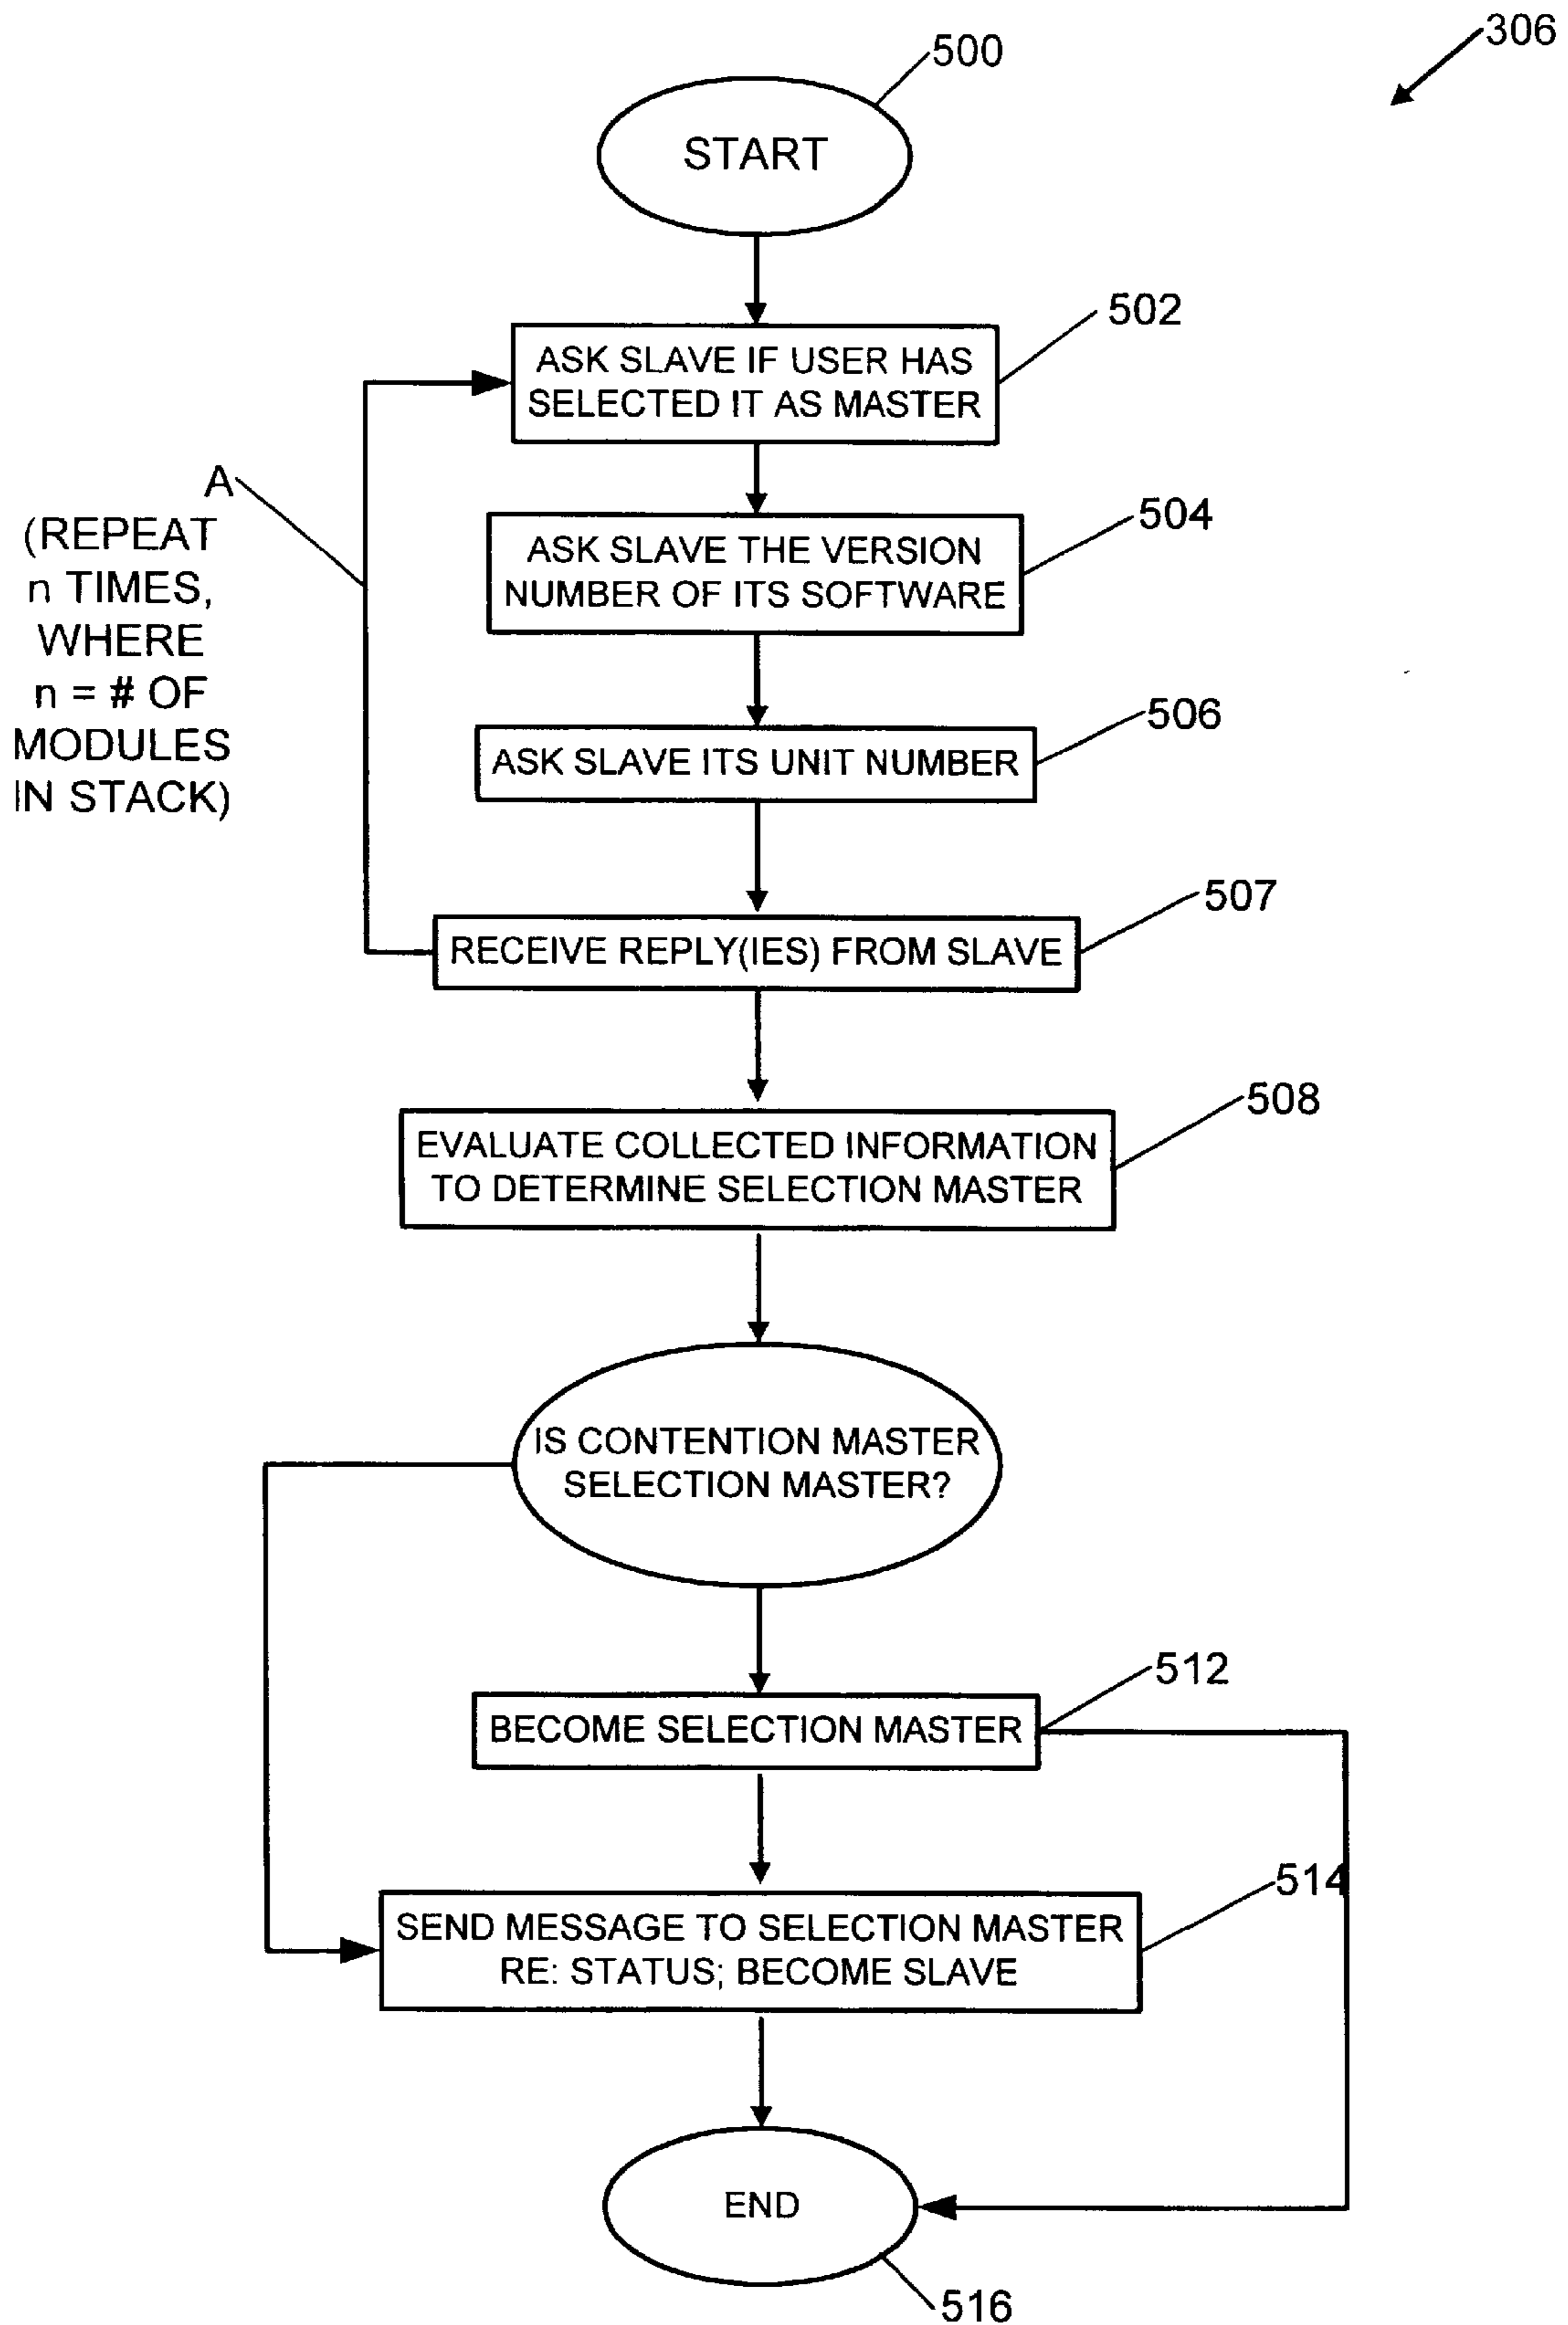 306
500
START
502
ASK SLAVE IF USER HAS
SELECTED IT AS MASTER
A
(REPEAT
n TIMES,
WHERE
n = # OF
MODULES
IN STACK)
504
ASK SLAVE THE VERSION
NUMBER OF ITS SOFTWARE
506
ASK SLAVE ITS UNIT NUMBER
507
RECEIVE REPLY(IES) FROM SLAVE
508
EVALUATE COLLECTED INFORMATION
TO DETERMINE SELECTION MASTER
IS CONTENTION MASTER
SELECTION MASTER?
512
BECOME SELECTION MASTER
514
SEND MESSAGE TO SELECTION MASTER
RE: STATUS; BECOME SLAVE
END
516